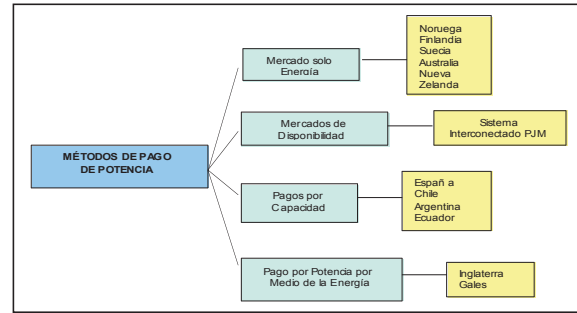 MÉTODOS DE PAGO
DE POTENCIA
Mercado solo
Energía
Noruega
Finlandia
Suecia
Australia
Nueva
Zelanda
Mercados de
Disponibilidad
Sistema
Interconectado PJM
Pagos por
Capacidad
Españ a
Chile
Argentina
Ecuador
Pago por Potencia por
Medio de la Energía
Inglaterra
Gales